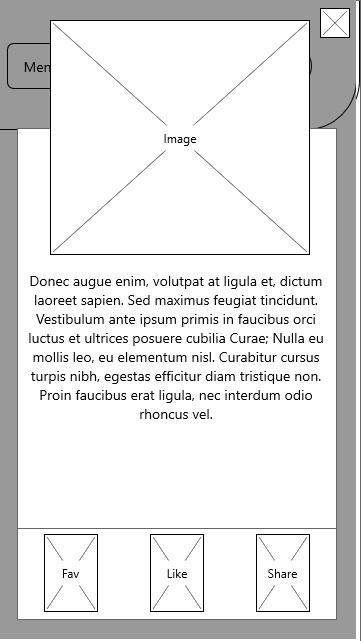 Men
Image
Donec augue enim, volutpat at ligula et, dictum
laoreet sapien. Sed maximus feugiat tincidunt.
Vestibulum ante ipsum primis in faucibus orci
luctus et ultrices posuere cubilia Curae; Nulla eu
mollis leo, eu elementum nisl. Curabitur cursus
turpis nibh, egestas efficitur diam tristique non.
Proin faucibus erat ligula, nec interdum odio
rhoncus vel.
Fav
Like
Share